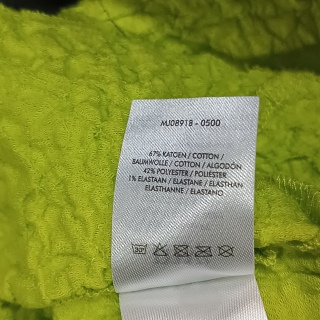 MJ08918 - 0500
67% KATOEN / COTTON /
BAUMWOLLE / COTTON / ALGODÓN
42% POLYESTER / POLIÉSTER
1% ELASTAAN / ELASTANE / ELASTHAN
ELASTHANNE / ELASTANO